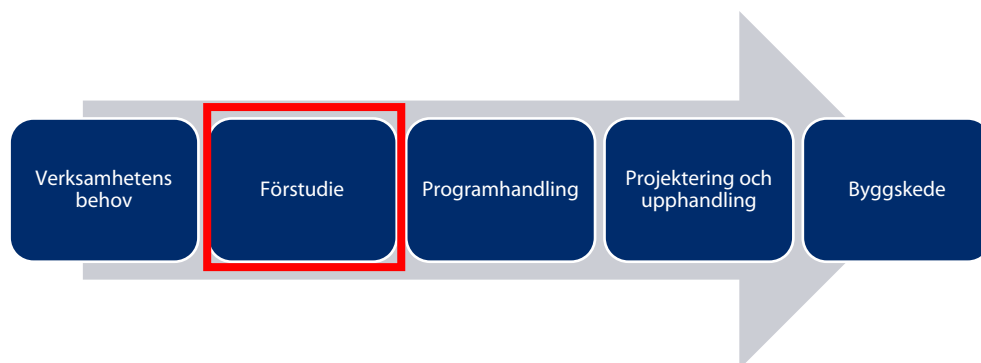 Verksamhetens
behov
Förstudie
Programhandling
Projektering och
upphandling
Byggskede